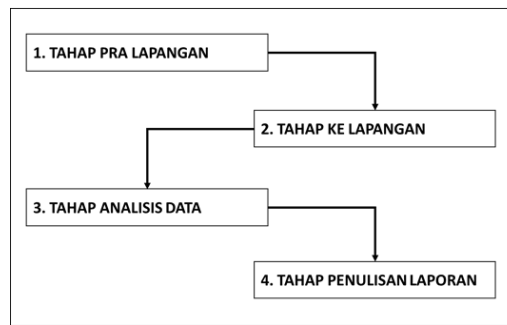 1. TAHAP PRA LAPANGAN
2. TAHAP KE LAPANGAN
3. TAHAP ANALISIS DATA
4. TAHAP PENULISAN LAPORAN